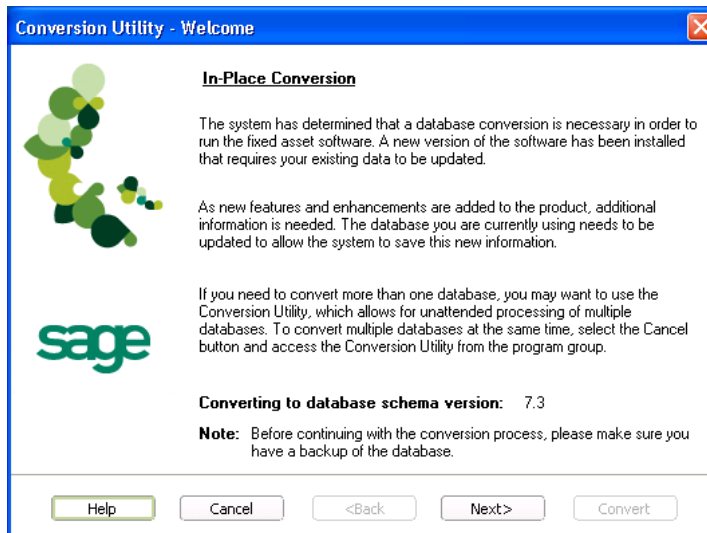 Conversion Utility - Welcome
In-Place Conversion
The system has determined that a database conversion is necessary in order to
run the fixed asset software. A new version of the software has been installed
that requires your existing data to be updated.
As new features and enhancements are added to the product, additional
information is needed. The database you are currently using needs to be
updated to allow the system to save this new information.
If you need to convert more than one database, you may want to use the
Conversion Utility, which allows for unattended processing of multiple
databases. To convert multiple databases at the same time, select the Cancel
button and access the Conversion Utility from the program group.
sage
Converting to database schema version: 7.3
Note: Before continuing with the conversion process, please make sure you
have a backup of the database.
Help Cancel <Back Next> Convert